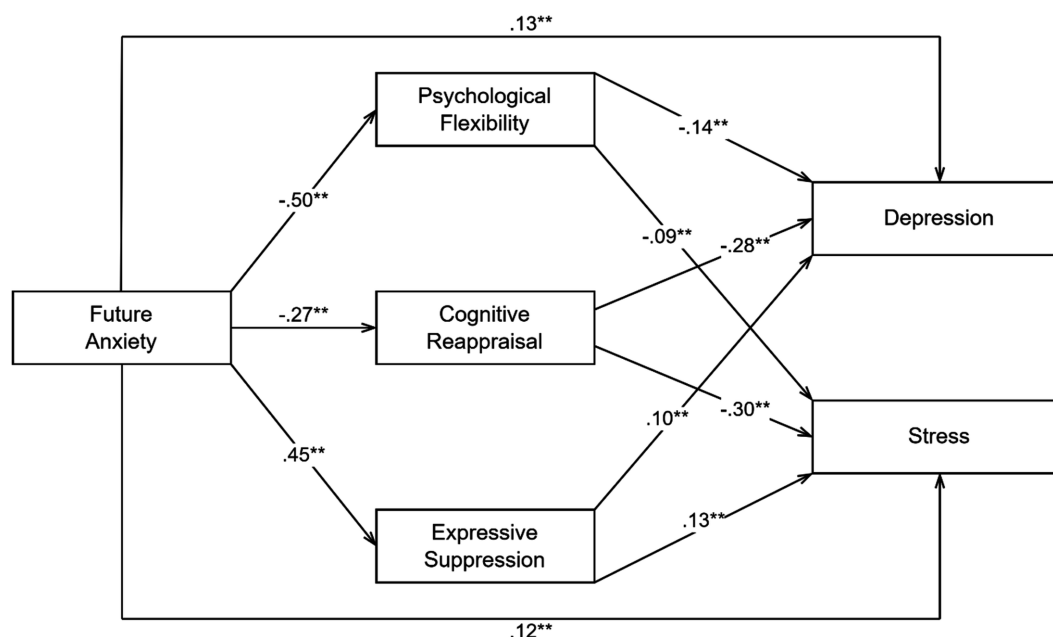 .13**
Psychological
Flexibility
-.14**
-.50**
Depression
-.09**
-.28**
Future
Anxiety
-.27**
Cognitive
Reappraisal
.10**
-.30**
Stress
.45**
Expressive
Suppression
.13**
.12**